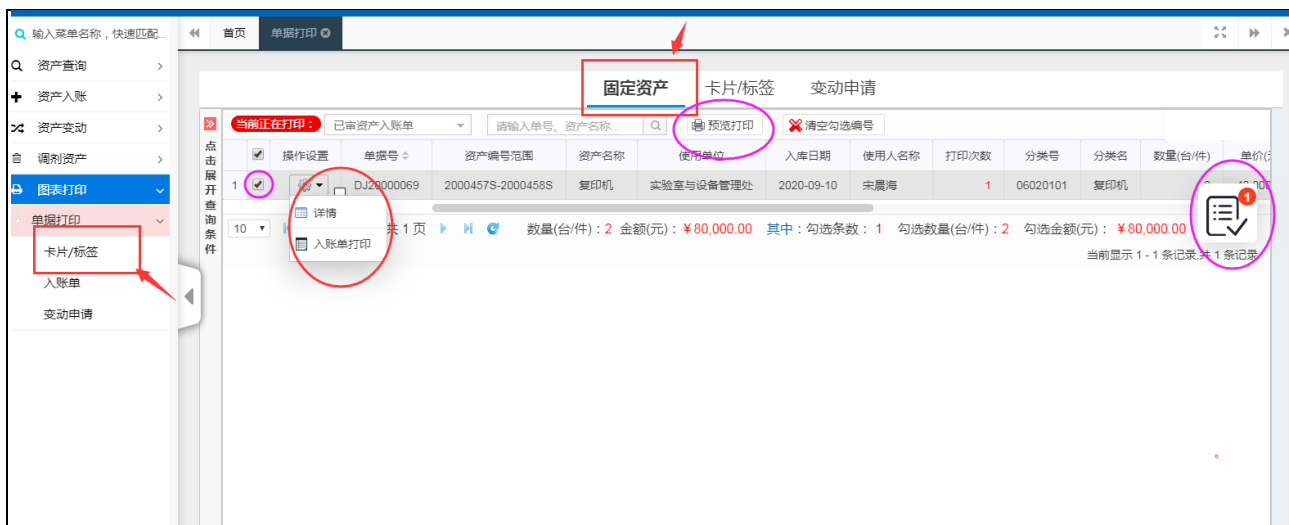 输入菜单名称，快速匹配...
首页
单据打印
资产查询
资产入账
资产变动
调剂资产
图表打印
单据打印
卡片/标签
入账单
变动申请
固定资产
卡片/标签
变动申请
点击展开查询条件
当前正在打印：
已审资产入账单
请输入单号、资产名称...
预览打印
清空勾选编号
操作设置 单据号 资产编号范围 资产名称 使用单位 入库日期 使用人名称 打印次数 分类号 分类名 数量(台/件) 单价(
1 DJ20000069 2000457S-2000458S 复印机 实验室与设备管理处 2020-09-10 宋晨海 1 06020101 复印机
详情
入账单打印
10 共 1 页 数量(台/件)：2 金额(元)：￥80,000.00 其中：勾选条数：1 勾选数量(台/件)：2 勾选金额(元)：￥80,000.00
1
当前显示 1 - 1 条记录,共 1 条记录